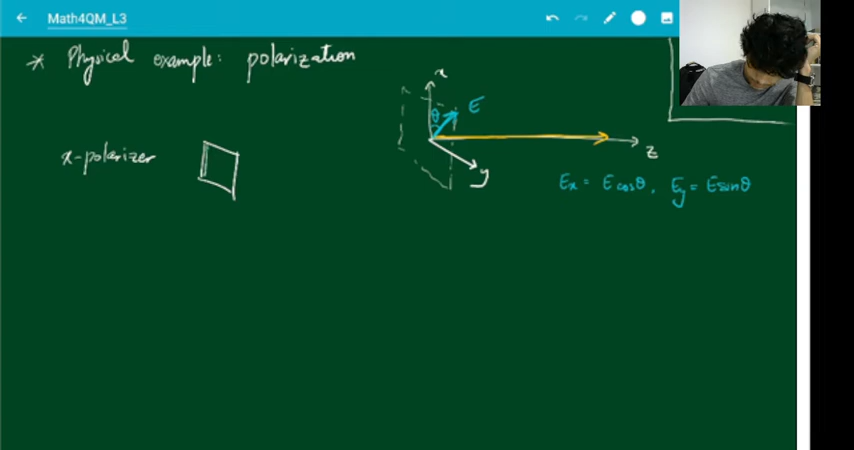 Math4QM_L3
* Physical example: polarization
x
θ
E
z
y
x-polarizer
Ex = E cosθ, Ey = E sinθ